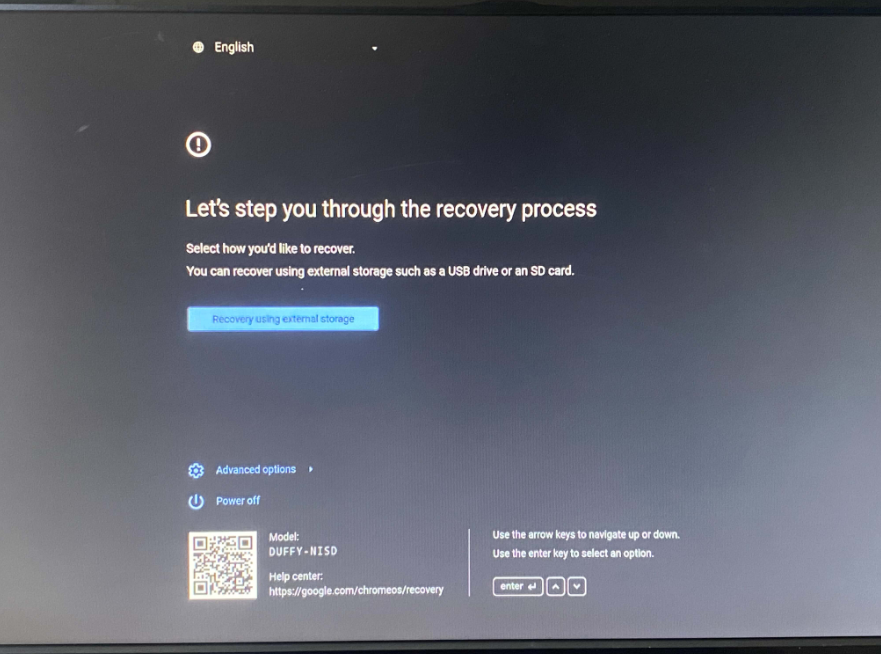 English
Let's step you through the recovery process
Select how you'd like to recover.
You can recover using external storage such as a USB drive or an SD card.
Recovery using external storage
Advanced options
Power off
Model:
DUFFY-NISD
Help center:
https://google.com/chromeos/recovery
Use the arrow keys to navigate up or down.
Use the enter key to select an option.
enter